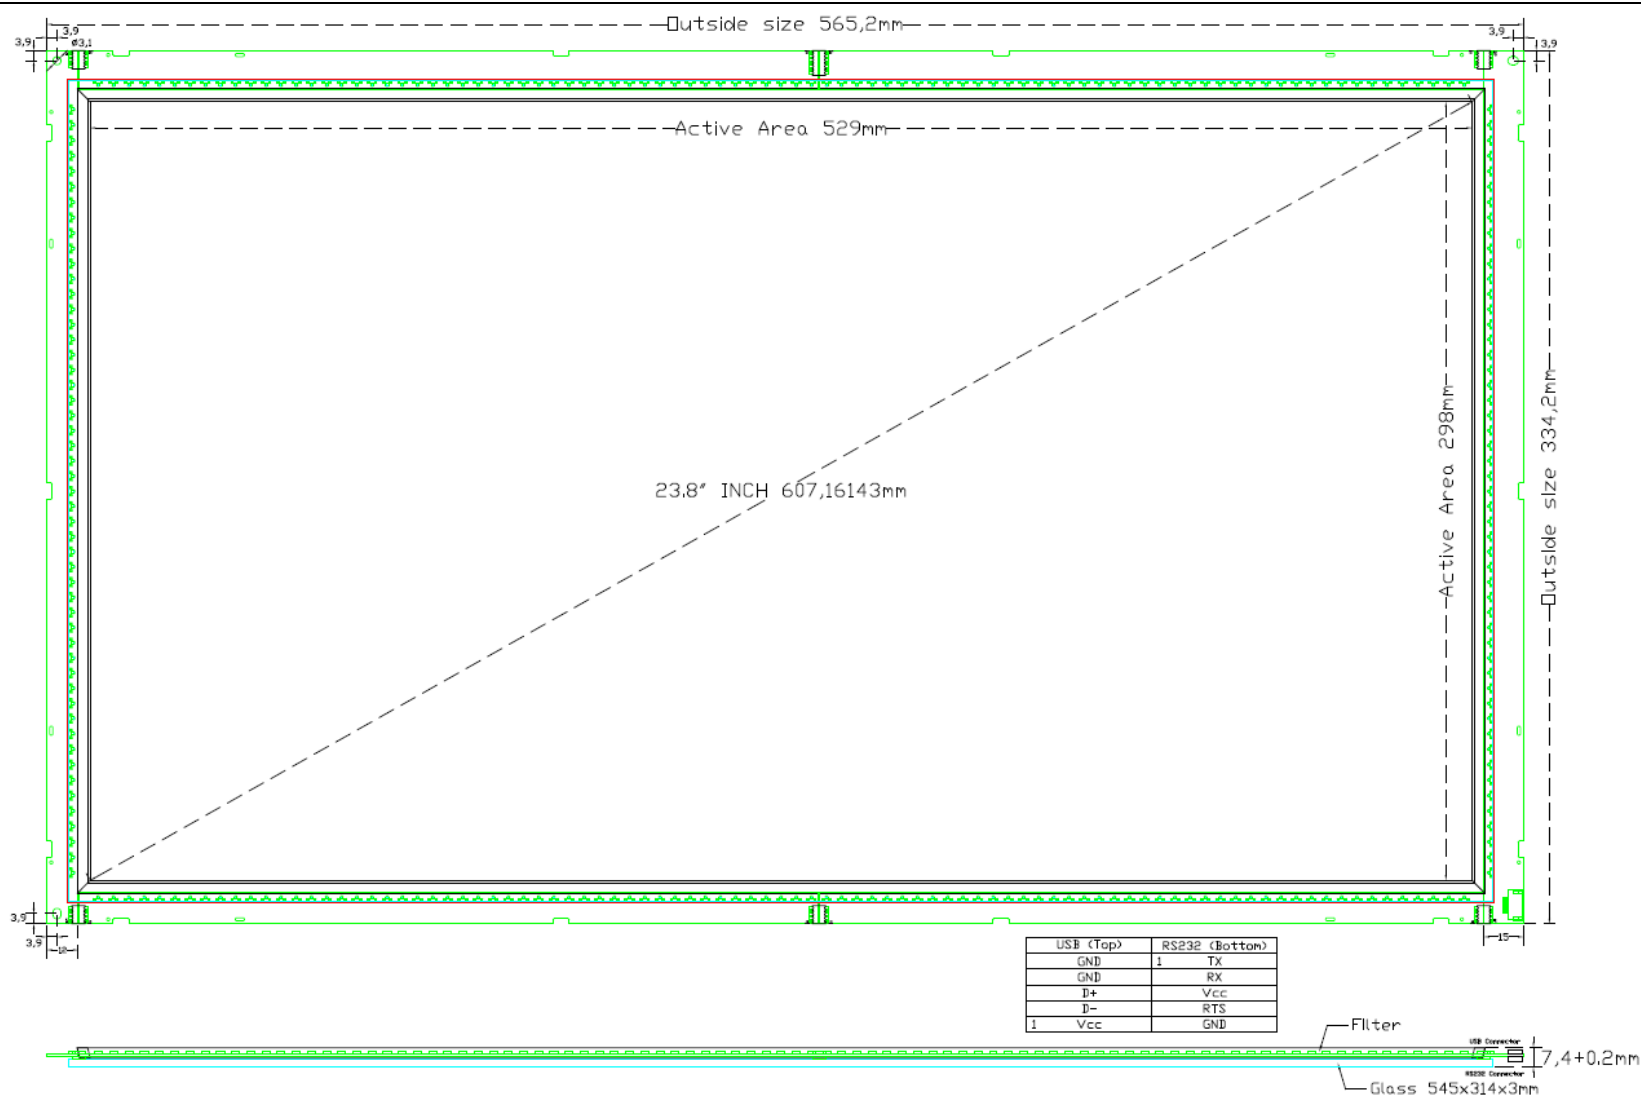 Outside size 565,2mm
3,9
3,9
3,9
3,9
ø3,1
Active Area 529mm
Active Area 298mm
Outside size 334,2mm
23.8" INCH 607,16143mm
3,9
3,9
12
15
USB (Top) RS232 (Bottom)
GND 1 TX
GND RX
D+ Vcc
D- RTS
1 Vcc GND
Filter
USB Connector
7,4+0.2mm
RS232 Connector
Glass 545x314x3mm